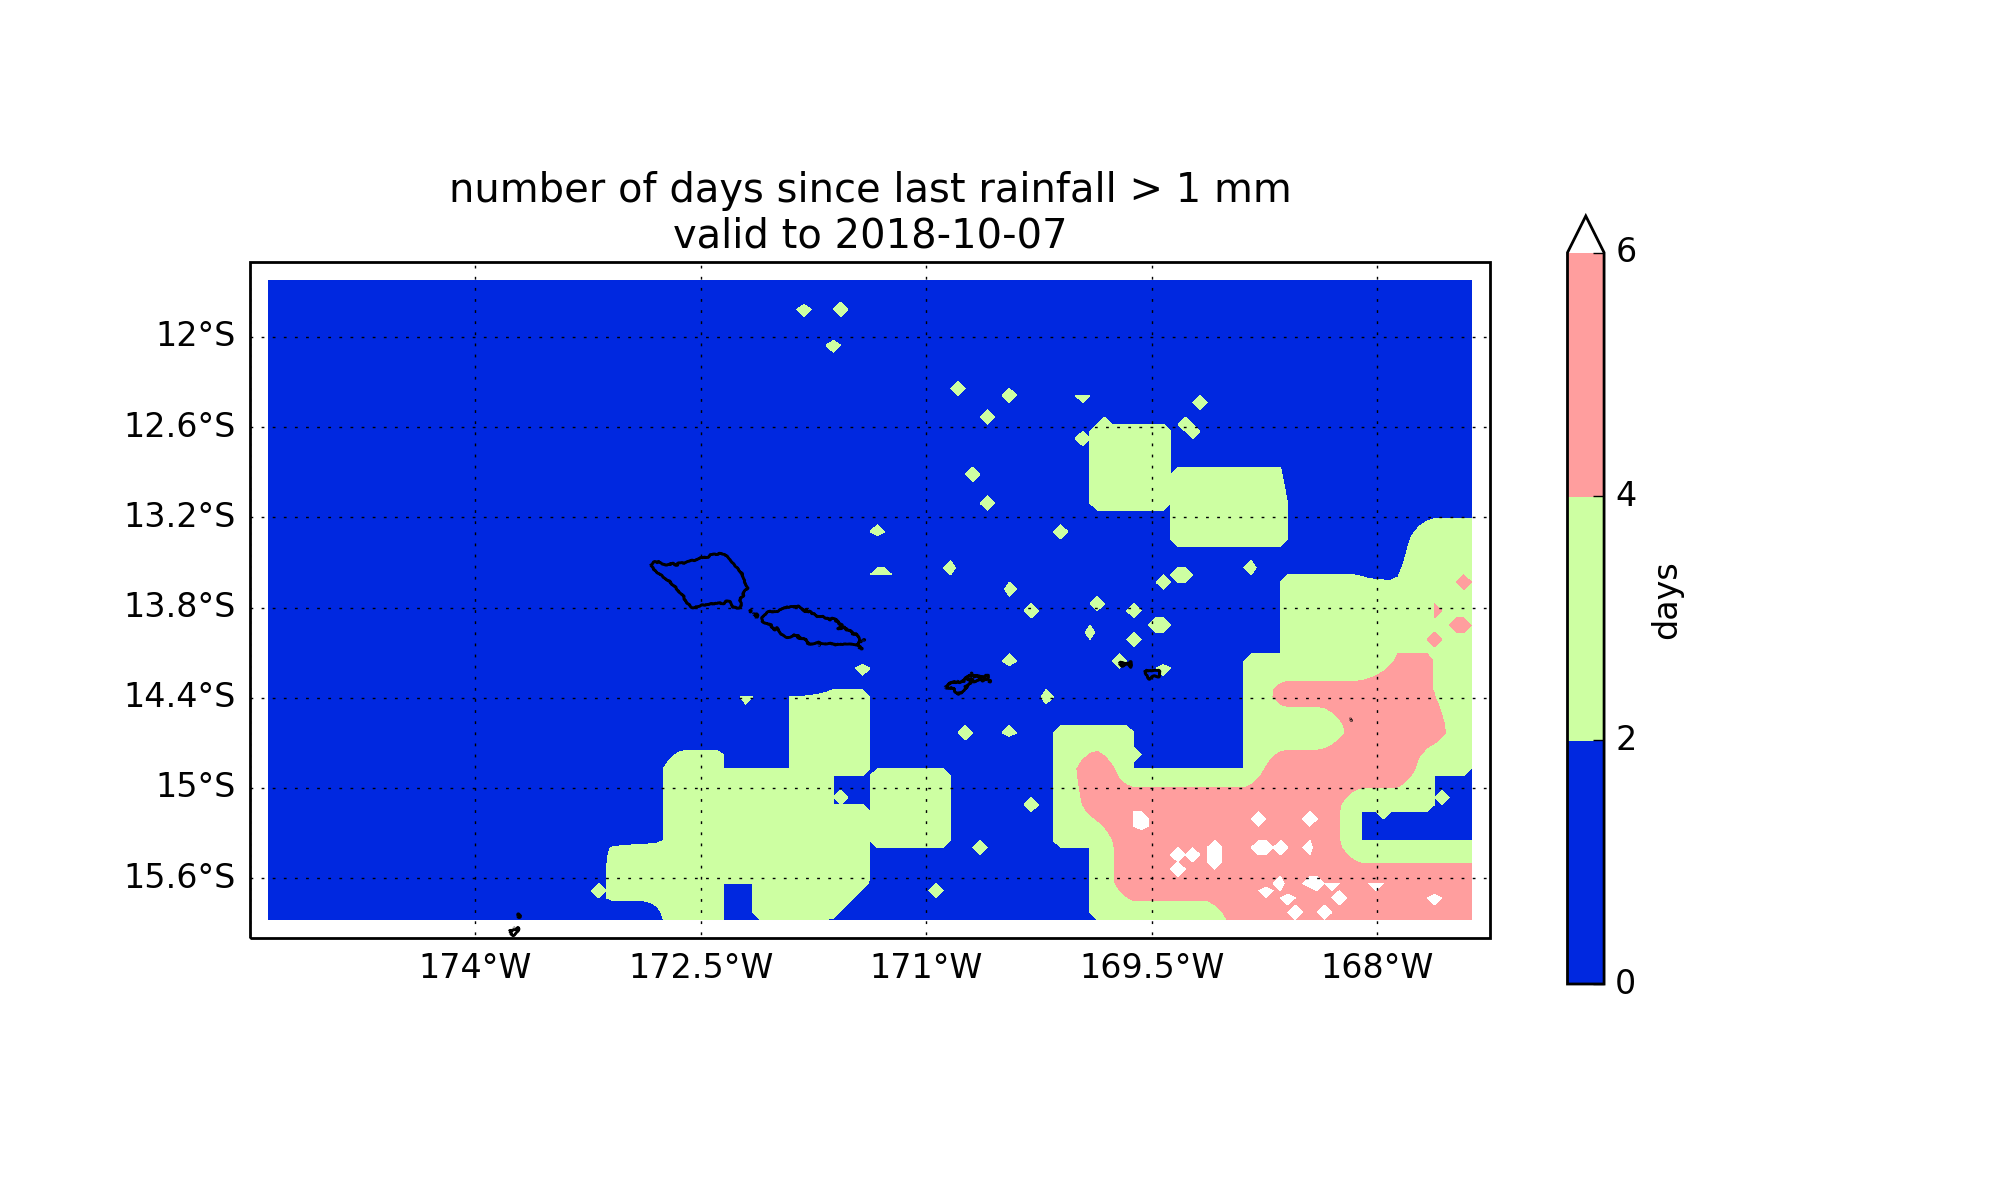 number of days since last rainfall > 1 mm
valid to 2018-10-07
12°S
12.6°S
13.2°S
13.8°S
14.4°S
15°S
15.6°S
174°W
172.5°W
171°W
169.5°W
168°W
6
4
2
0
days